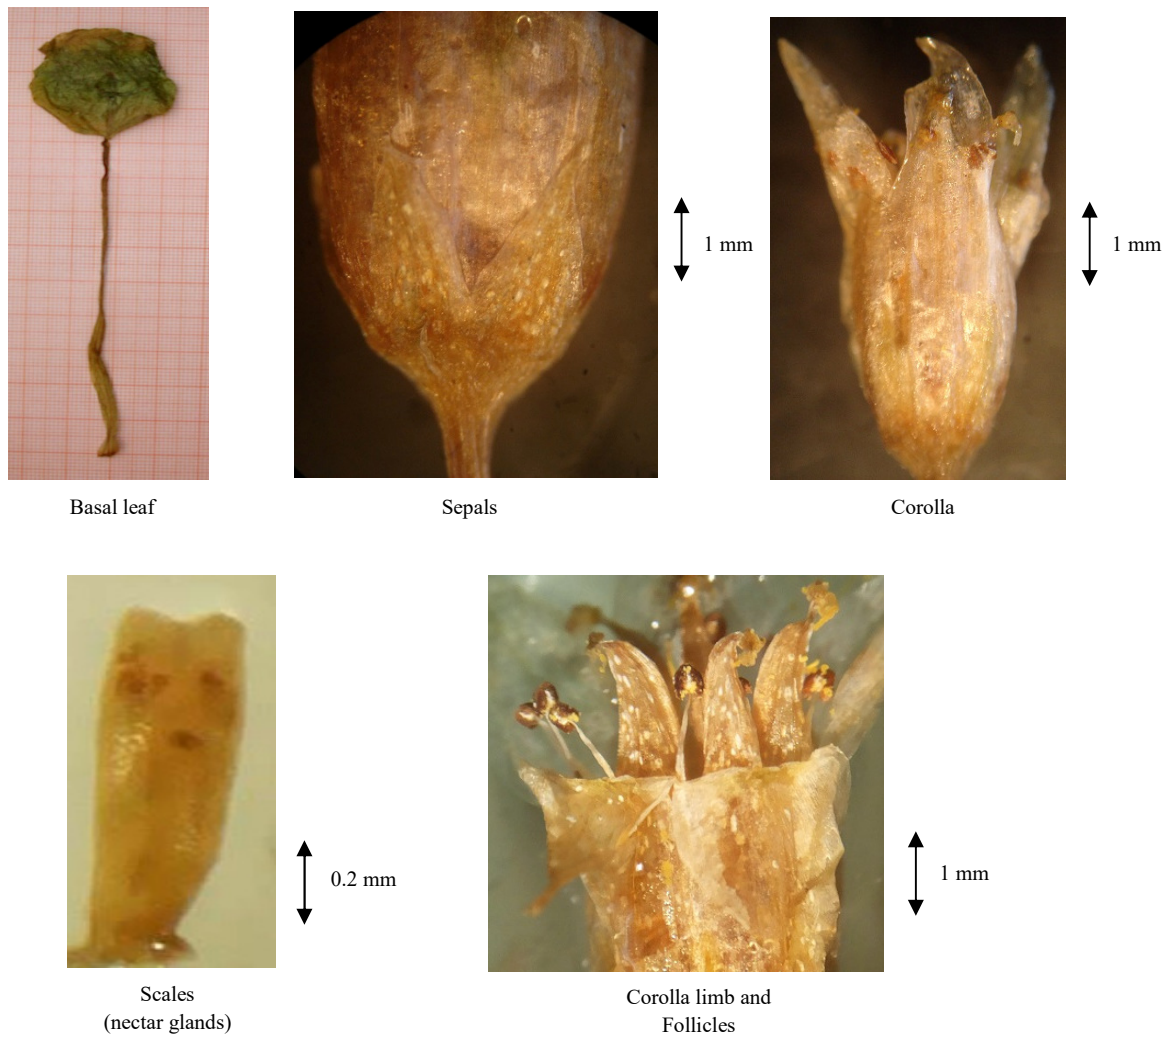 1 mm
1 mm
Basal leaf
Sepals
Corolla
0.2 mm
1 mm
Scales
(nectar glands)
Corolla limb and
Follicles